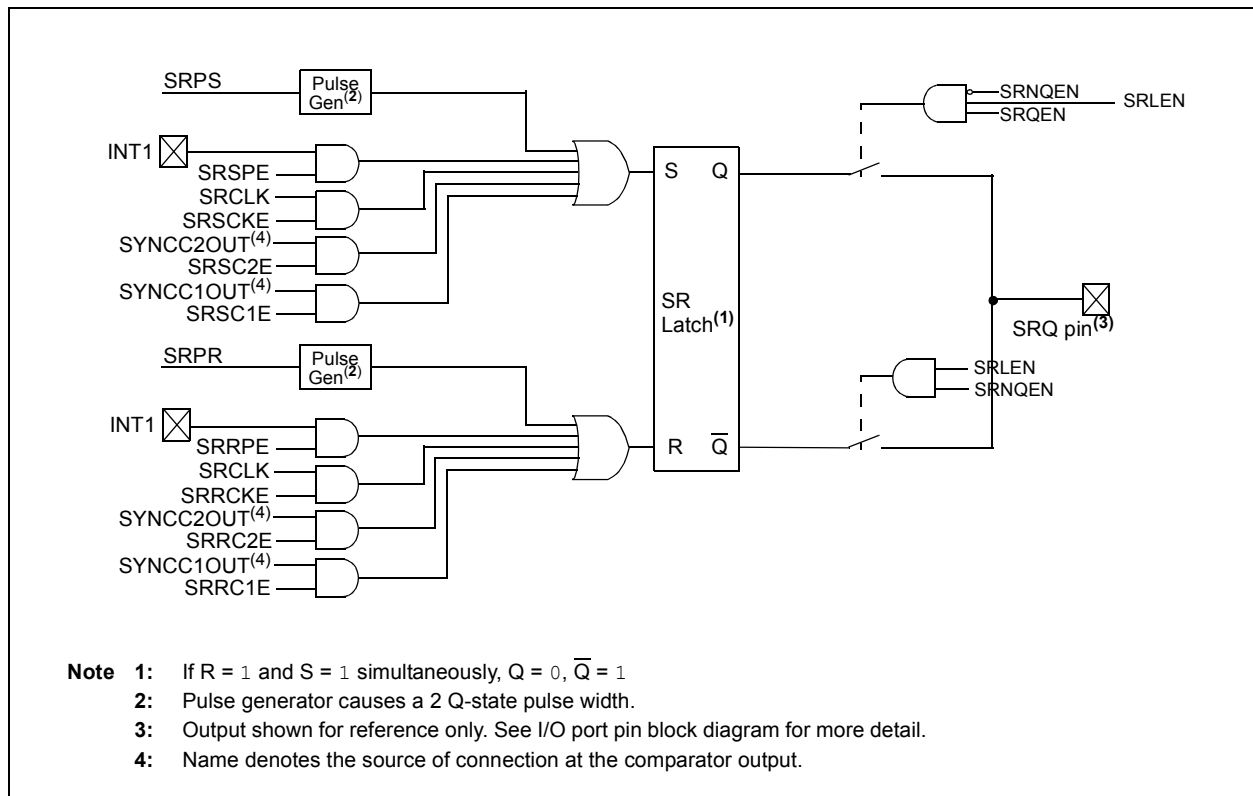 SRPS
Pulse
Gen(2)
SRNQEN
SRLEN
SRQEN
INT1
SRSPE
SRCLK
SRSCKE
SYNCC2OUT(4)
SRSC2E
SYNCC1OUT(4)
SRSC1E
S Q
SR
Latch(1)
SRQ pin(3)
SRPR
Pulse
Gen(2)
SRLEN
SRNQEN
INT1
SRRPE
SRCLK
SRRCKE
SYNCC2OUT(4)
SRRC2E
SYNCC1OUT(4)
SRRC1E
R Q̅
Note 1: If R = 1 and S = 1 simultaneously, Q = 0, Q̅ = 1
2: Pulse generator causes a 2 Q-state pulse width.
3: Output shown for reference only. See I/O port pin block diagram for more detail.
4: Name denotes the source of connection at the comparator output.